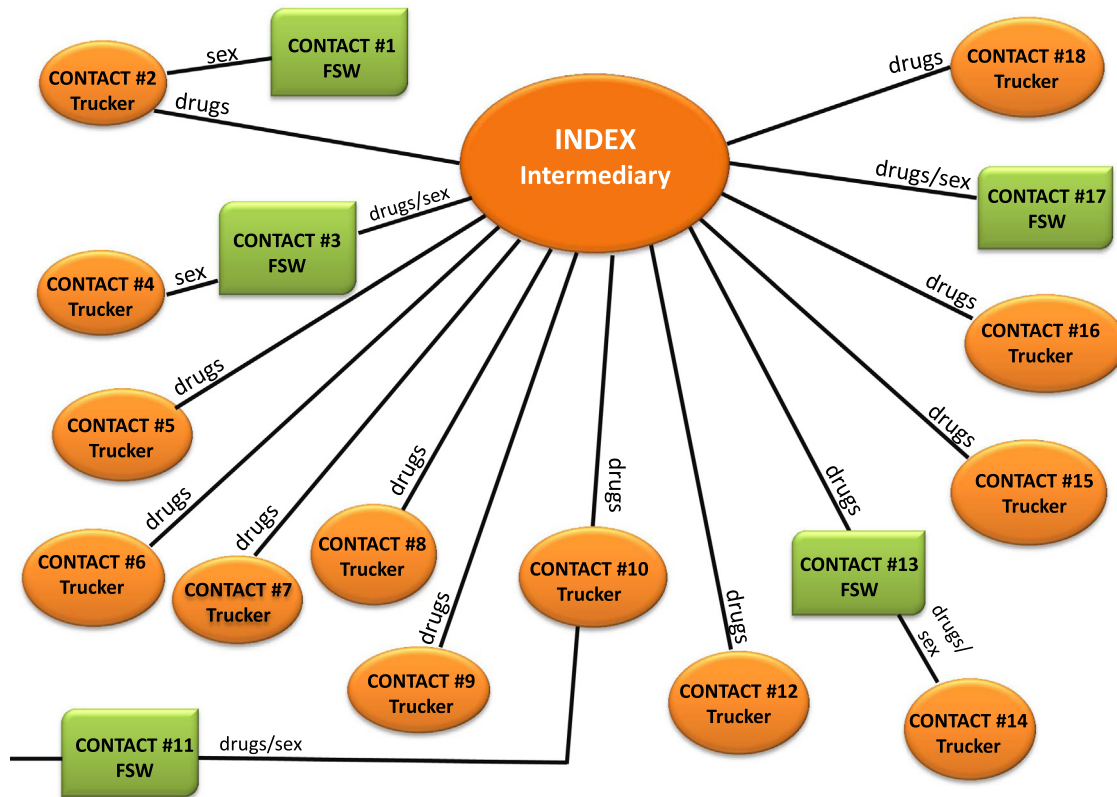 CONTACT #1
FSW
sex
CONTACT #2
Trucker
drugs
INDEX
Intermediary
drugs
CONTACT #18
Trucker
drugs/sex
CONTACT #17
FSW
drugs/sex
CONTACT #3
FSW
sex
CONTACT #4
Trucker
drugs
CONTACT #16
Trucker
drugs
CONTACT #5
Trucker
drugs
CONTACT #15
Trucker
drugs
CONTACT #6
Trucker
drugs
CONTACT #7
Trucker
drugs
CONTACT #8
Trucker
drugs
CONTACT #9
Trucker
drugs
CONTACT #10
Trucker
drugs
CONTACT #12
Trucker
drugs
CONTACT #13
FSW
drugs/
sex
CONTACT #14
Trucker
CONTACT #11
FSW
drugs/sex